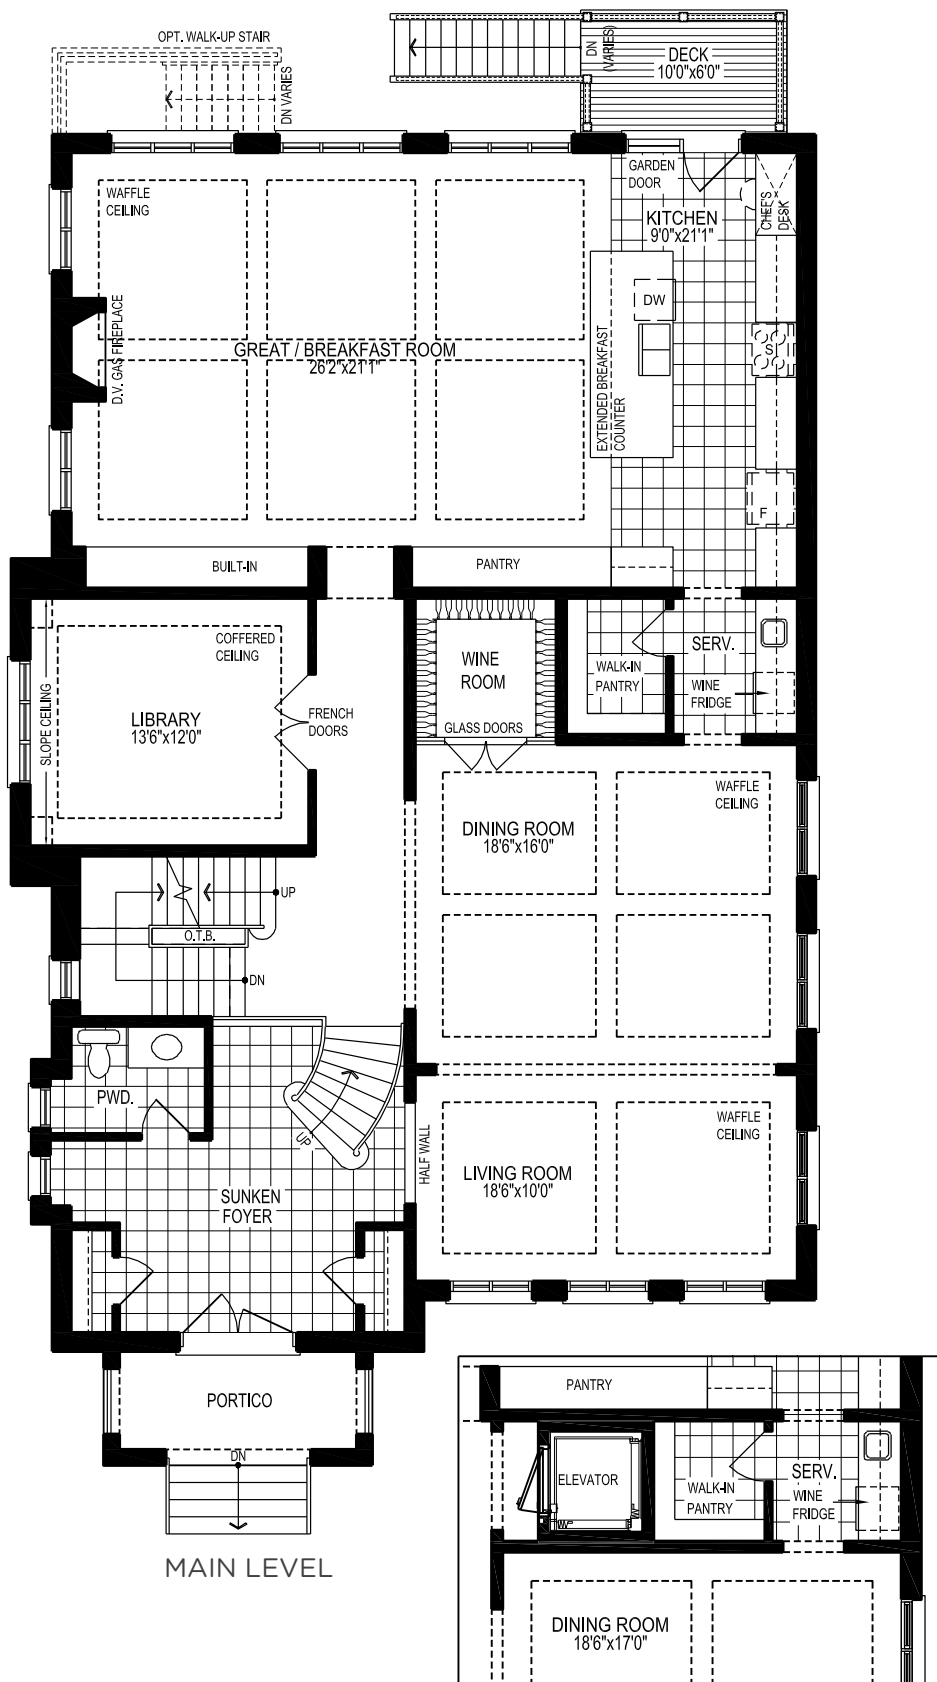 OPT. WALK-UP STAIR
DN VARIES
DN
(VARIES)
DECK
10'0"x6'0"
WAFFLE
CEILING
GARDEN
DOOR
KITCHEN
9'0"x21'1"
CHEF'S
DESK
DW
D.V. GAS FIREPLACE
GREAT / BREAKFAST ROOM
26'2"x21'1"
EXTENDED BREAKFAST
COUNTER
S
F
BUILT-IN
PANTRY
COFFERED
CEILING
SLOPE CEILING
LIBRARY
13'6"x12'0"
FRENCH
DOORS
WINE
ROOM
GLASS DOORS
WALK-IN
PANTRY
SERV.
WINE
FRIDGE
WAFFLE
CEILING
DINING ROOM
18'6"x16'0"
UP
O.T.B.
DN
PWD.
UP
HALF WALL
WAFFLE
CEILING
LIVING ROOM
18'6"x10'0"
SUNKEN
FOYER
PORTICO
DN
MAIN LEVEL
PANTRY
ELEVATOR
WALK-IN
PANTRY
SERV.
WINE
FRIDGE
DINING ROOM
18'6"x17'0"